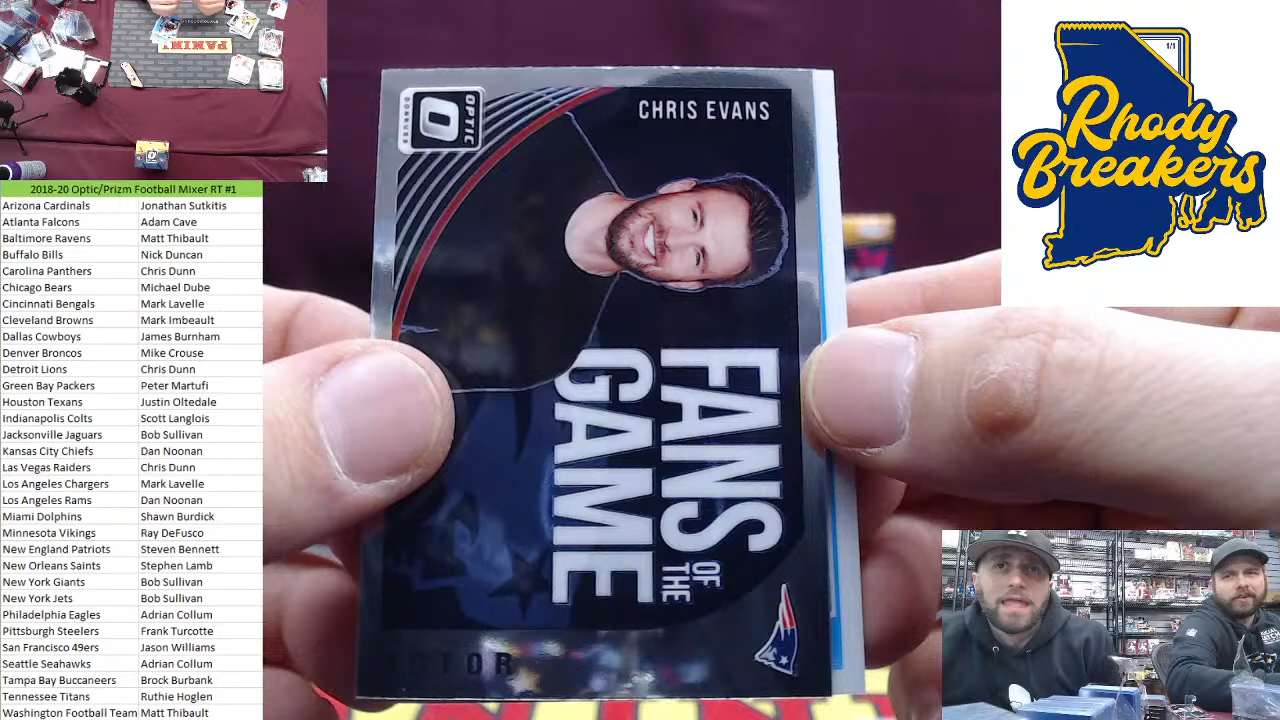 PANINI
2018-20 Optic/Prizm Football Mixer RT #1
Arizona Cardinals Jonathan Sutkitis
Atlanta Falcons Adam Cave
Baltimore Ravens Matt Thibault
Buffalo Bills Nick Duncan
Carolina Panthers Chris Dunn
Chicago Bears Michael Dube
Cincinnati Bengals Mark Lavelle
Cleveland Browns Mark Imbeault
Dallas Cowboys James Burnham
Denver Broncos Mike Crouse
Detroit Lions Chris Dunn
Green Bay Packers Peter Martufi
Houston Texans Justin Oltedale
Indianapolis Colts Scott Langlois
Jacksonville Jaguars Bob Sullivan
Kansas City Chiefs Dan Noonan
Las Vegas Raiders Chris Dunn
Los Angeles Chargers Mark Lavelle
Los Angeles Rams Dan Noonan
Miami Dolphins Shawn Burdick
Minnesota Vikings Ray DeFusco
New England Patriots Steven Bennett
New Orleans Saints Stephen Lamb
New York Giants Bob Sullivan
New York Jets Bob Sullivan
Philadelphia Eagles Adrian Collum
Pittsburgh Steelers Frank Turcotte
San Francisco 49ers Jason Williams
Seattle Seahawks Adrian Collum
Tampa Bay Buccaneers Brock Burbank
Tennessee Titans Ruthie Hoglen
Washington Football Team Matt Thibault
OPTIC
DONRUSS
CHRIS EVANS
FANS
OF THE
GAME
ACTOR
1/1
Rhody
Breakers